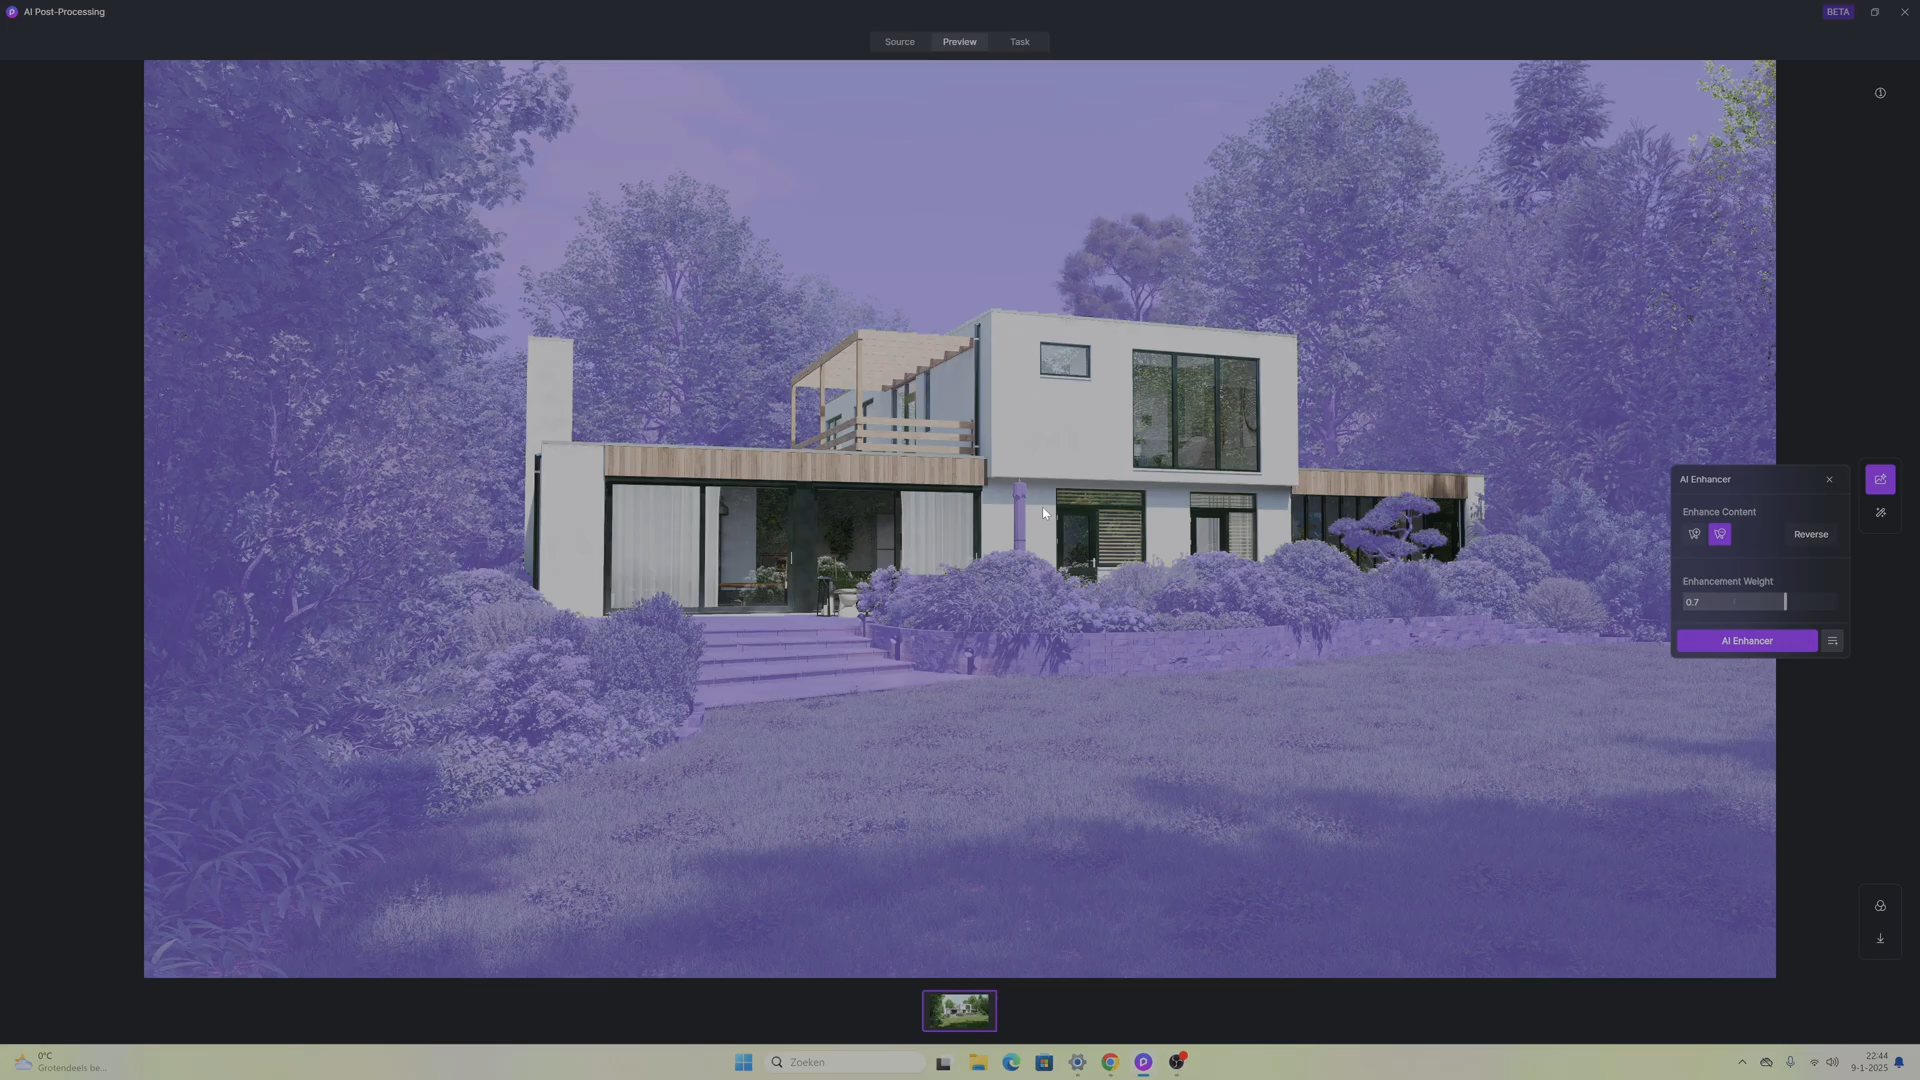 AI Post-Processing
BETA
Source
Preview
Task
AI Enhancer
Enhance Content
Reverse
Enhancement Weight
0.7
AI Enhancer
0°C
Grotendeels be...
Zoeken
22:44
9-1-2025